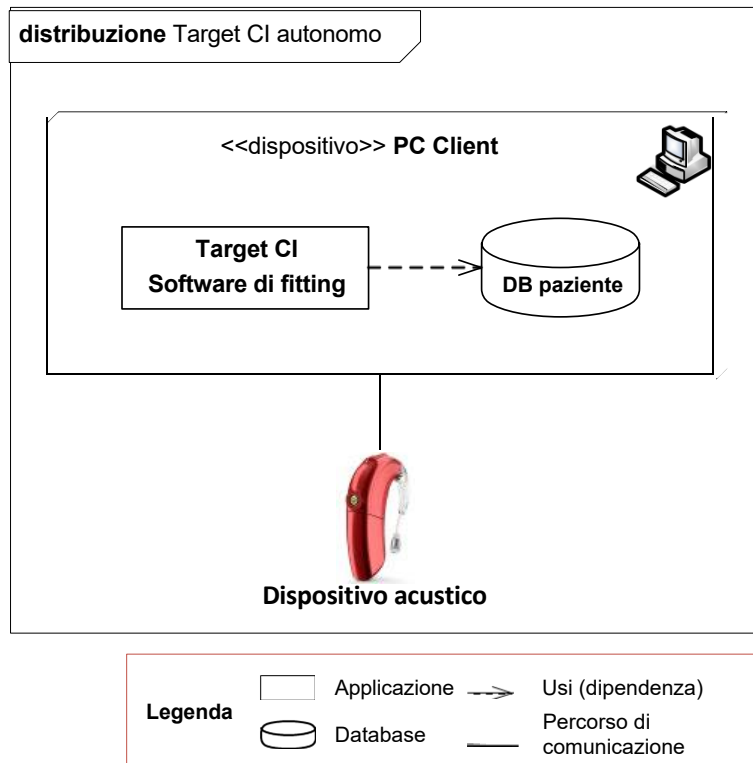 distribuzione Target CI autonomo
<<dispositivo>> PC Client
Target CI
Software di fitting
DB paziente
Dispositivo acustico
Legenda
Applicazione
Usi (dipendenza)
Database
Percorso di
comunicazione